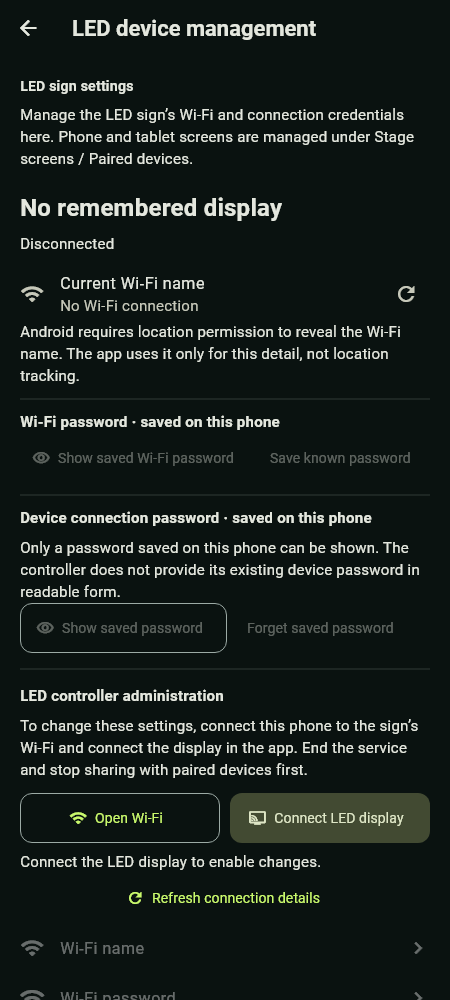 LED device management
LED sign settings
Manage the LED sign’s Wi-Fi and connection credentials
here. Phone and tablet screens are managed under Stage
screens / Paired devices.
No remembered display
Disconnected
Current Wi-Fi name
No Wi-Fi connection
Android requires location permission to reveal the Wi-Fi
name. The app uses it only for this detail, not location
tracking.
Wi-Fi password · saved on this phone
Show saved Wi-Fi password Save known password
Device connection password · saved on this phone
Only a password saved on this phone can be shown. The
controller does not provide its existing device password in
readable form.
Show saved password Forget saved password
LED controller administration
To change these settings, connect this phone to the sign’s
Wi-Fi and connect the display in the app. End the service
and stop sharing with paired devices first.
Open Wi-Fi Connect LED display
Connect the LED display to enable changes.
Refresh connection details
Wi-Fi name
Wi-Fi password